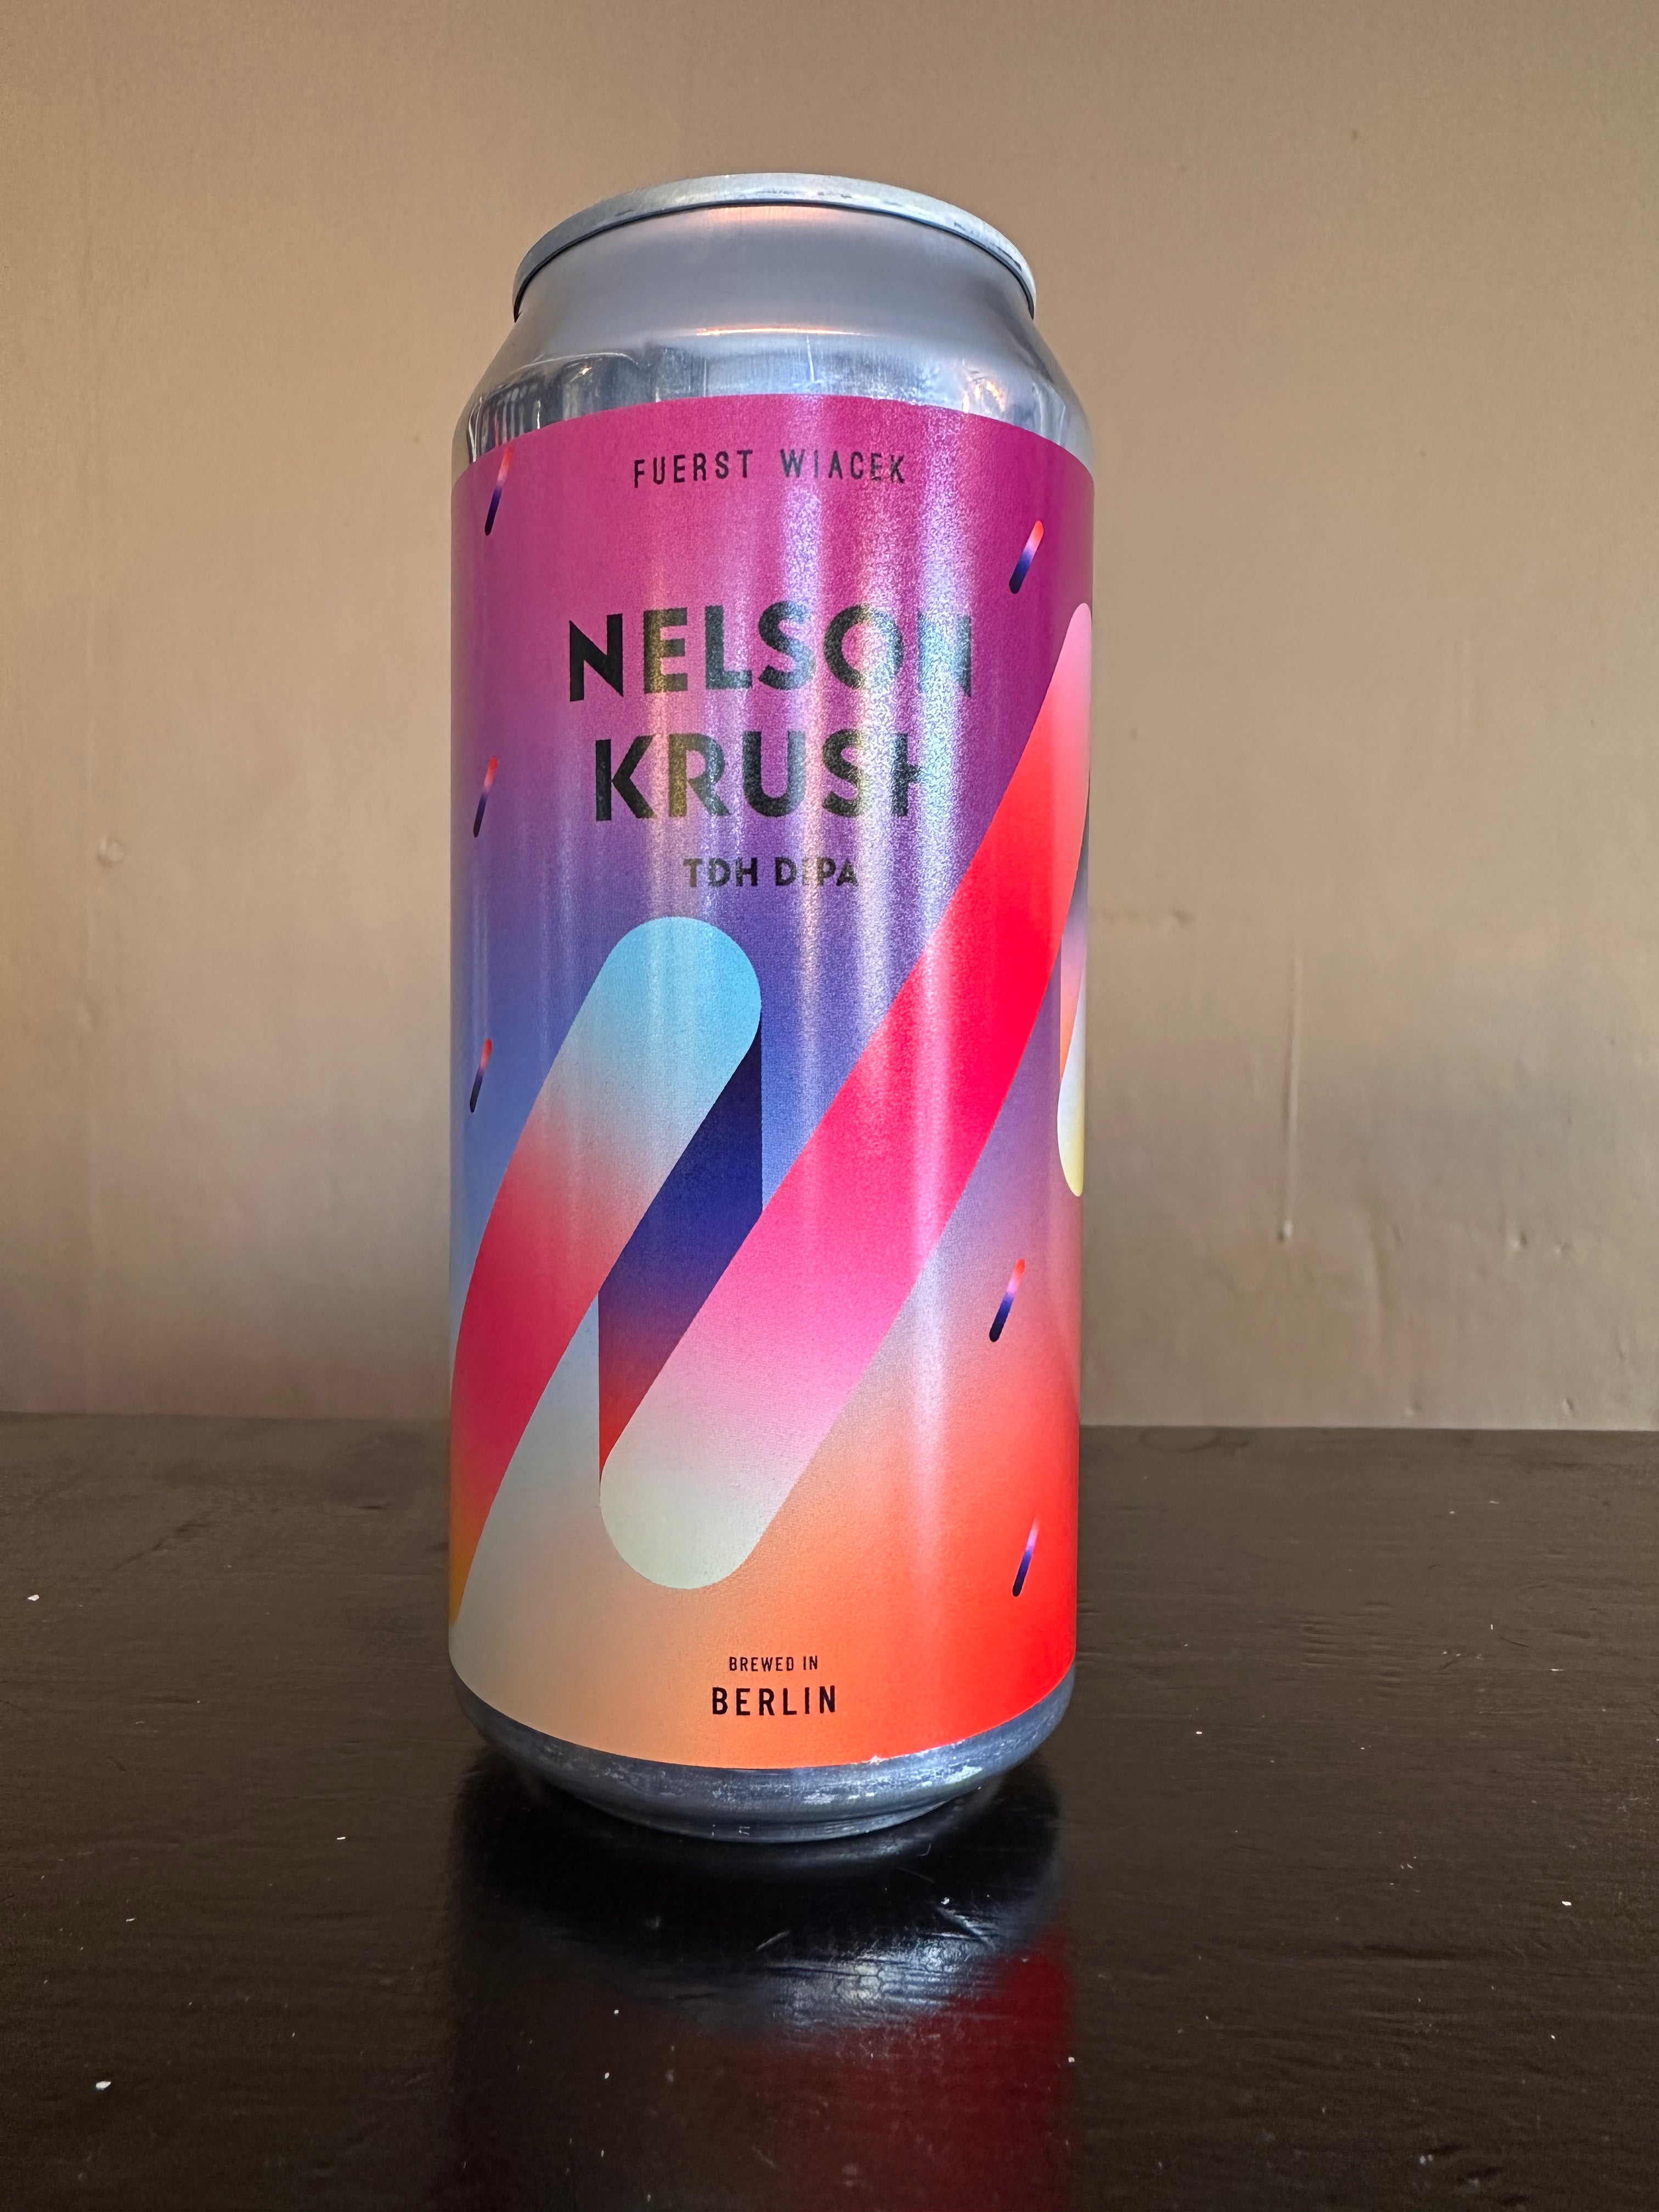 FUERST WIACEK
NELSON
KRUSH
TDH DIPA
BREWED IN
BERLIN